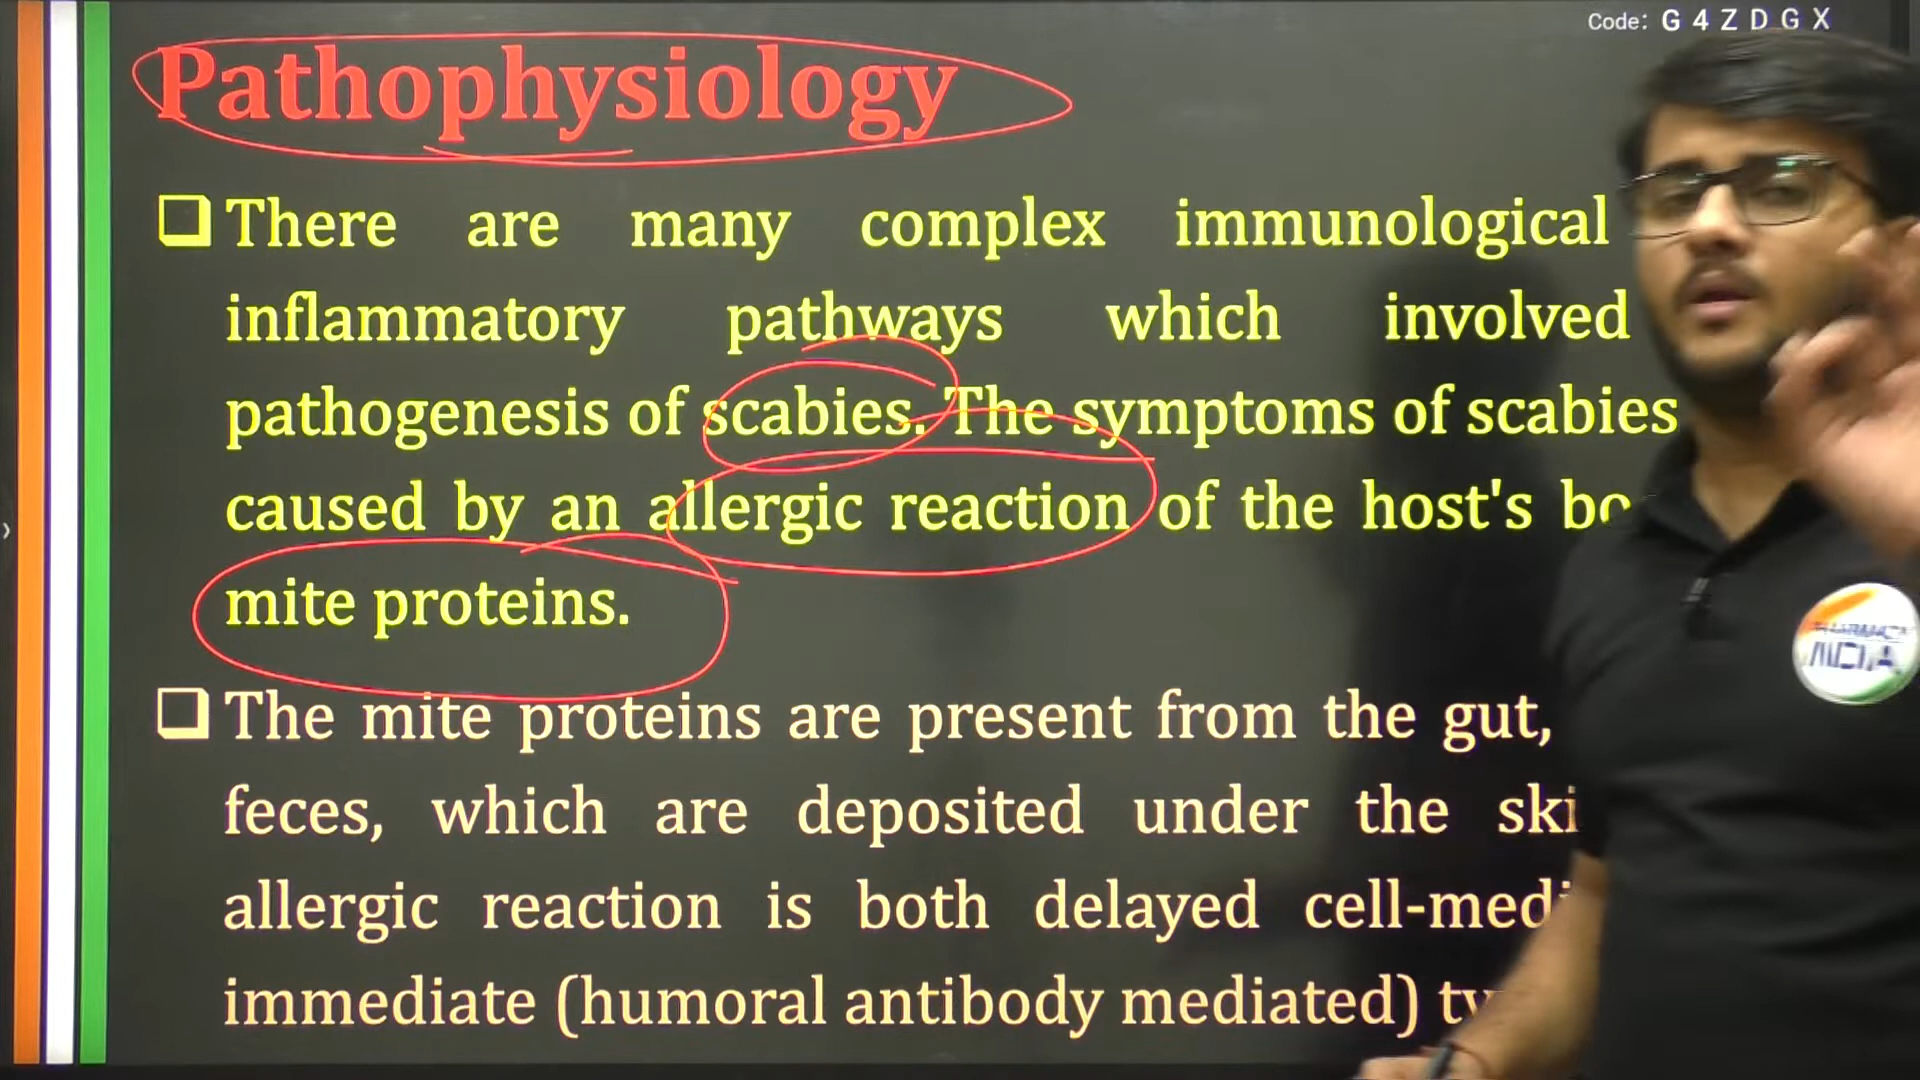 Code: G 4 Z D G X
Pathophysiology
There are many complex immunological
inflammatory pathways which involved
pathogenesis of scabies. The symptoms of scabies
caused by an allergic reaction of the host's
mite proteins.
The mite proteins are present from the gut,
feces, which are deposited under the
allergic reaction is both delayed
immediate (humoral antibody mediated)
PHARMACY
INDIA